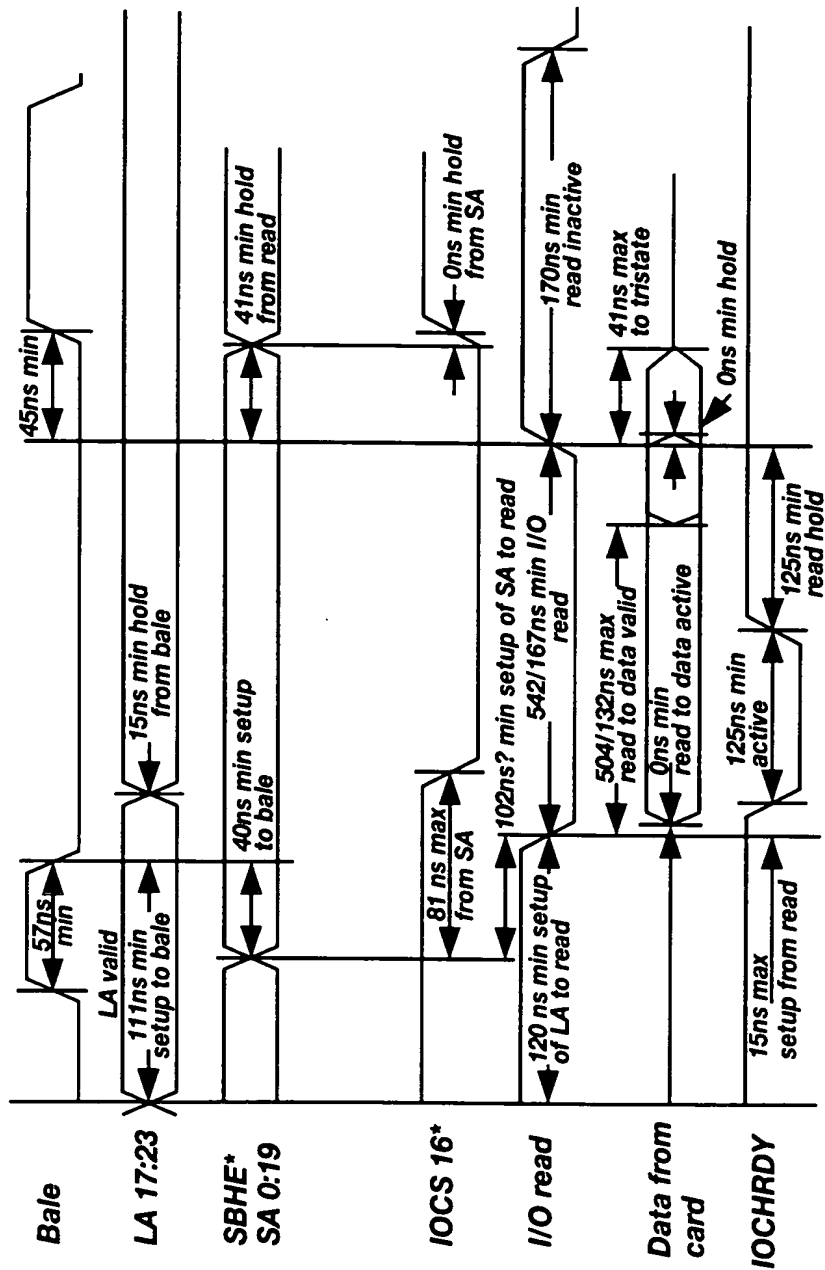 Bale
57ns
min
45ns min
LA 17:23
LA valid
111ns min
setup to bale
15ns min hold
from bale
SBHE*
SA 0:19
40ns min setup
to bale
41ns min hold
from read
IOCS 16*
81 ns max
from SA
0ns min hold
from SA
102ns? min setup of SA to read
I/O read
120 ns min setup
of LA to read
542/167ns min I/O
read
170ns min
read inactive
Data from
card
504/132ns max
read to data valid
0ns min
read to data active
41ns max
to tristate
0ns min hold
IOCHRDY
15ns max
setup from read
125ns min
active
125ns min
read hold